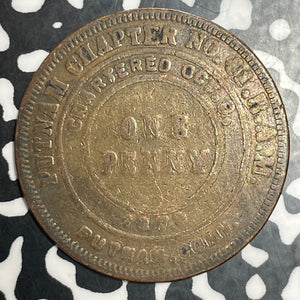 PUTNAM CHAPTER NO. R.A.M.
CHARTERED OCT.
ONE
PENNY
PUTNAM, CONN.